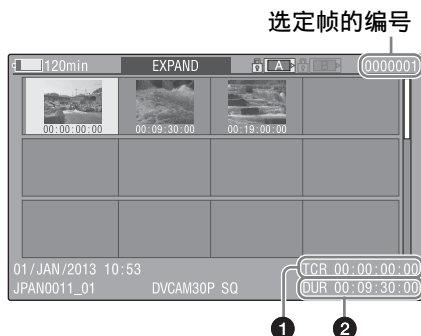 选定帧的编号
120min EXPAND A B 0000001
00:00:00:00 00:09:30:00 00:19:00:00
01/JAN/2013 10:53 TCR 00:00:00:00
JPAN0011_01 DVCAM30P SQ DUR 00:09:30:00
1 2